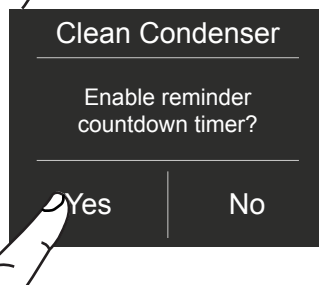 Clean Condenser
Enable reminder
countdown timer?
Yes
No